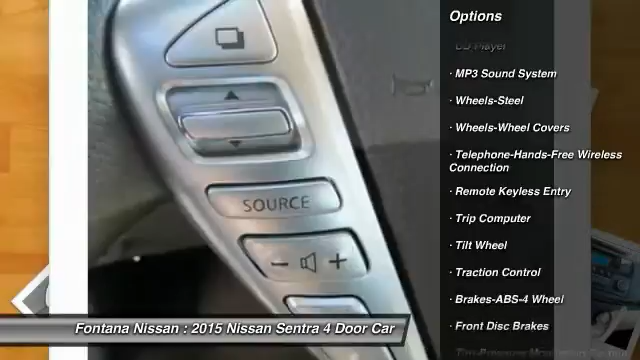 Options
CD Player
· MP3 Sound System
· Wheels-Steel
· Wheels-Wheel Covers
· Telephone-Hands-Free Wireless
Connection
· Remote Keyless Entry
· Trip Computer
· Tilt Wheel
· Traction Control
· Brakes-ABS-4 Wheel
· Front Disc Brakes
SOURCE
- +
Fontana Nissan : 2015 Nissan Sentra 4 Door Car